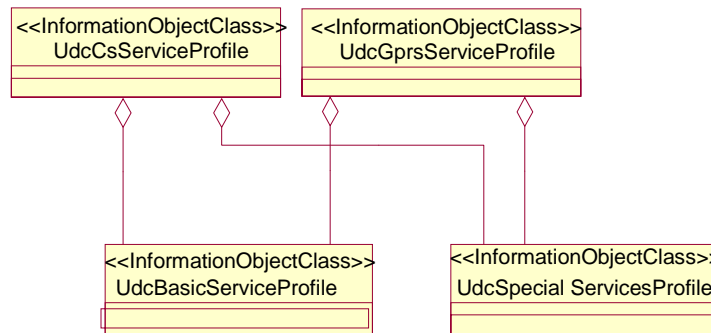 <<InformationObjectClass>>
UdcCsServiceProfile
<<InformationObjectClass>>
UdcGprsServiceProfile
<<InformationObjectClass>>
UdcBasicServiceProfile
<<InformationObjectClass>>
UdcSpecial ServicesProfile